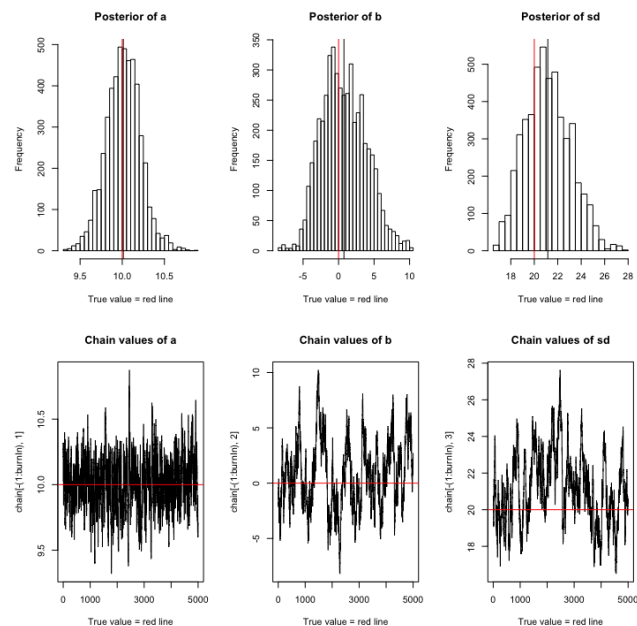 Posterior of a
Posterior of b
Posterior of sd
Frequency
500
400
300
200
100
0
9.5 10.0 10.5
True value = red line
Frequency
350
300
250
200
150
100
50
0
-5 0 5 10
True value = red line
Frequency
500
400
300
200
100
0
18 20 22 24 26 28
True value = red line
Chain values of a
Chain values of b
Chain values of sd
chain[-(1:burnIn), 1]
10.5
10.0
9.5
0 1000 3000 5000
True value = red line
chain[-(1:burnIn), 2]
10
5
0
-5
0 1000 3000 5000
True value = red line
chain[-(1:burnIn), 3]
28
26
24
22
20
18
0 1000 3000 5000
True value = red line